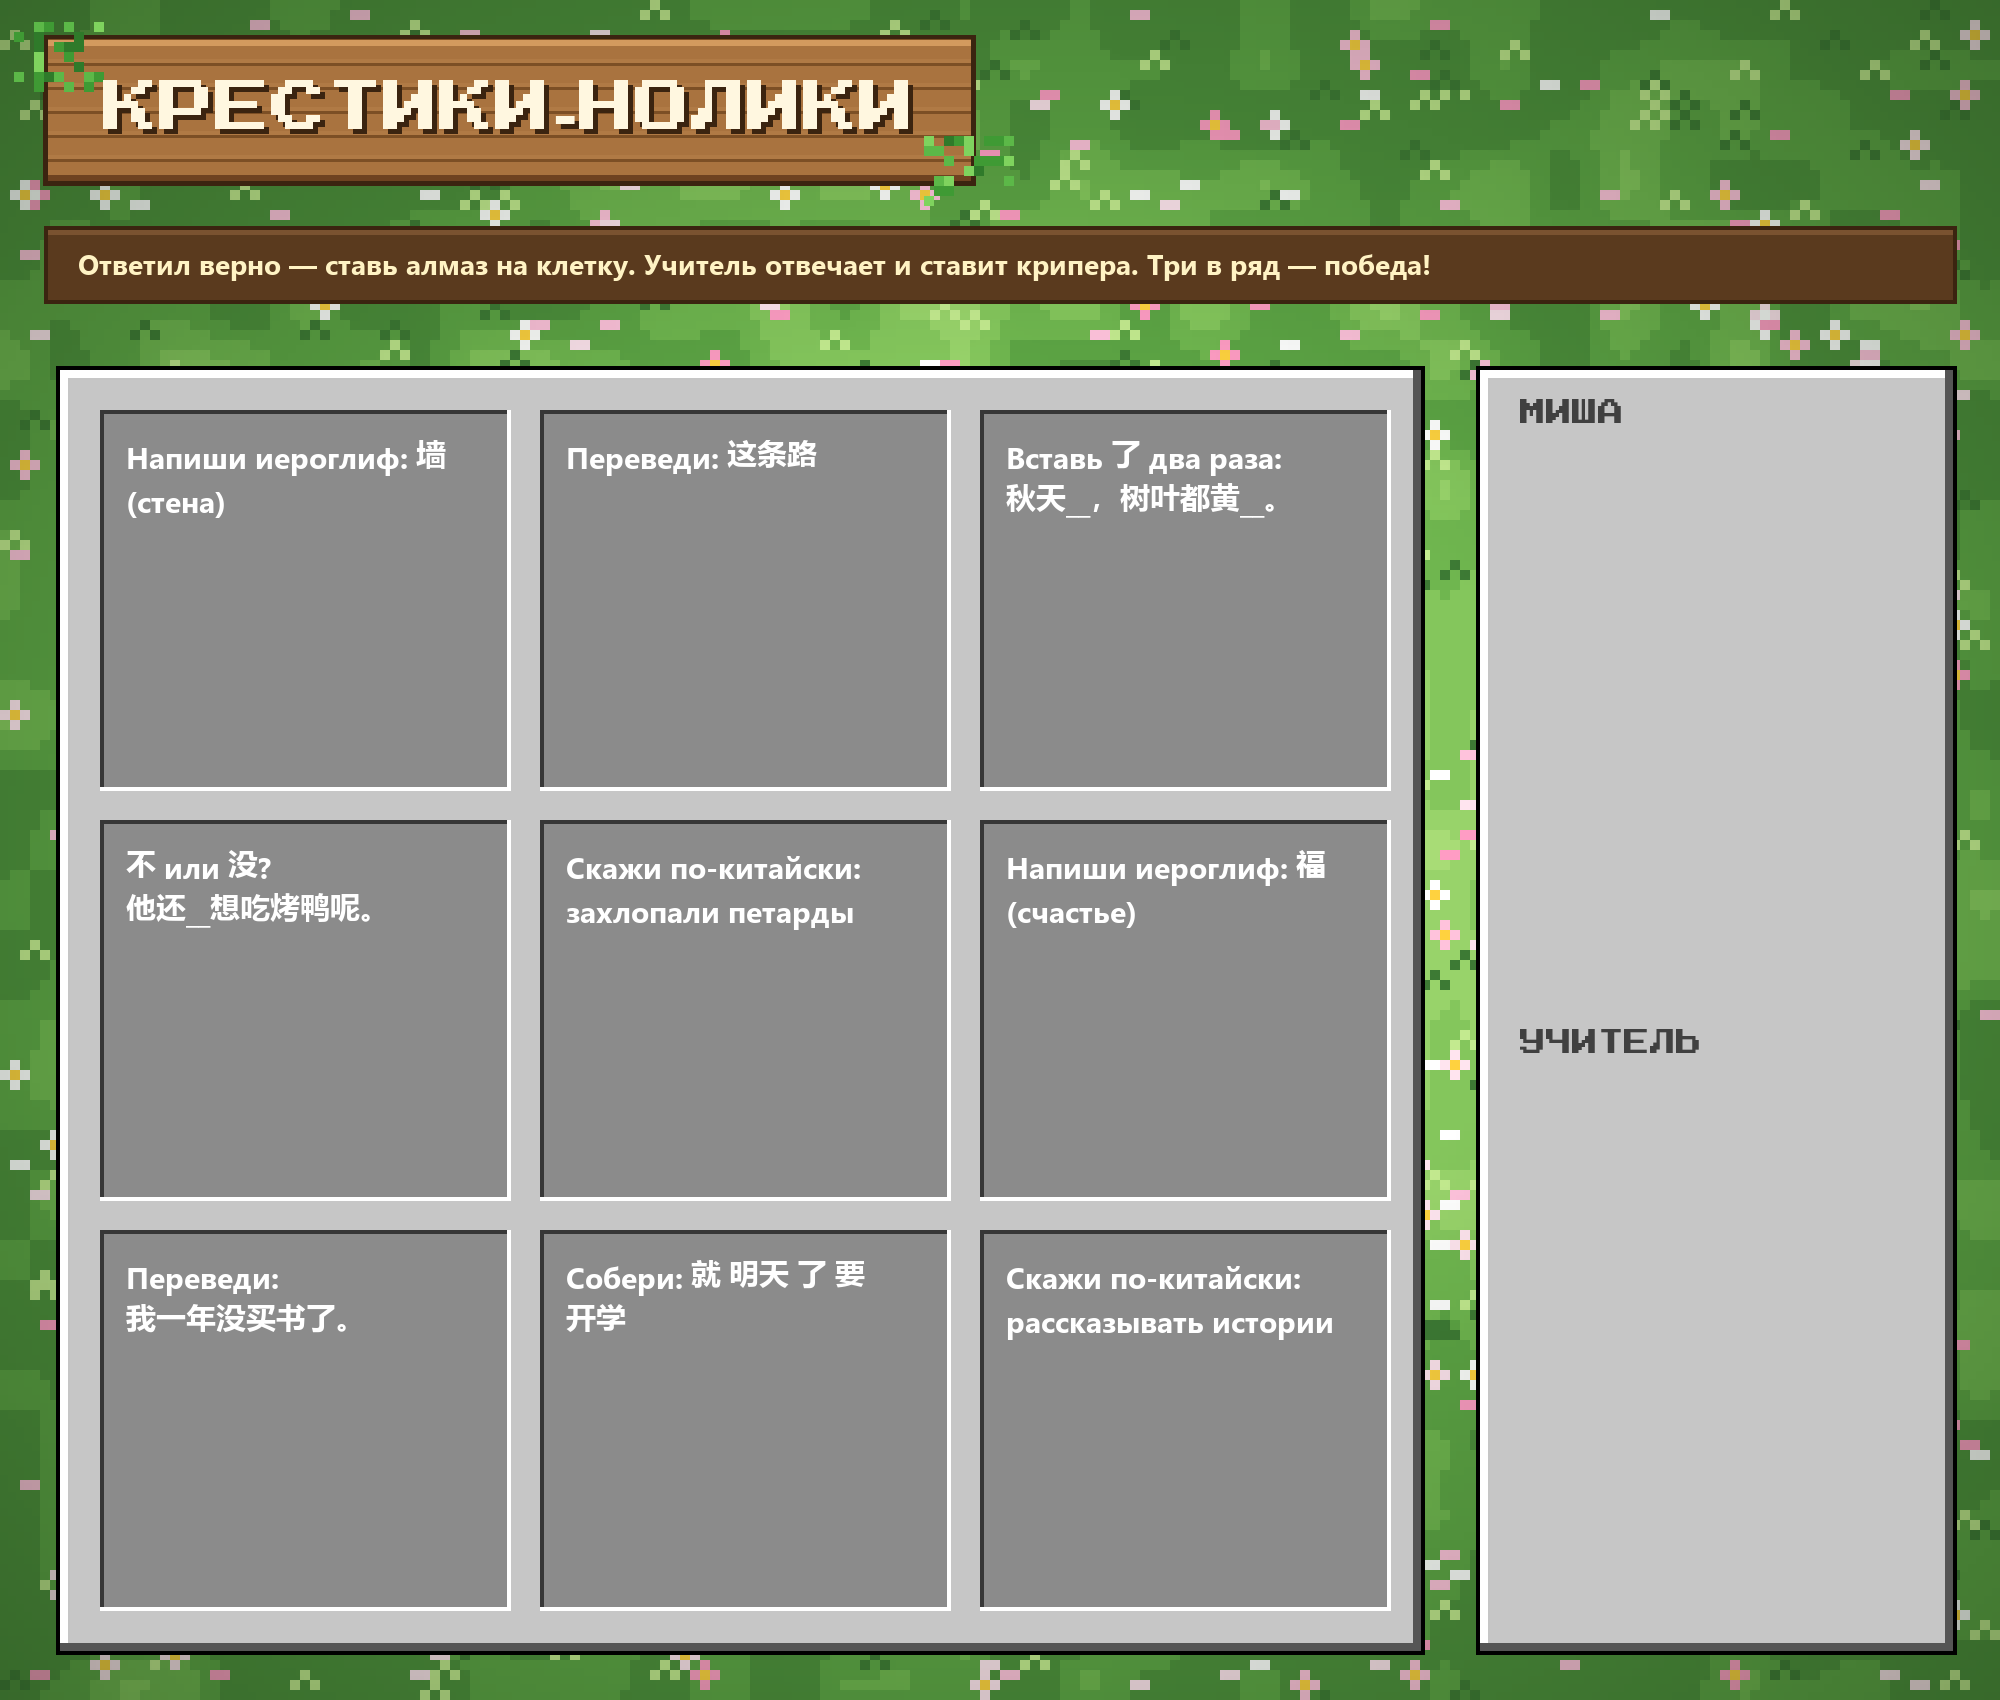 КРЕСТИКИ-НОЛИКИ
Ответил верно — ставь алмаз на клетку. Учитель отвечает и ставит крипера. Три в ряд — победа!
Напиши иероглиф: 墙
(стена)
Переведи: 这条路
Вставь 了 два раза:
秋天__，树叶都黄__。
不 или 没?
他还__想吃烤鸭呢。
Скажи по-китайски:
захлопали петарды
Напиши иероглиф: 福
(счастье)
Переведи:
我一年没买书了。
Собери: 就 明天 了 要
开学
Скажи по-китайски:
рассказывать истории
МИША
УЧИТЕЛЬ